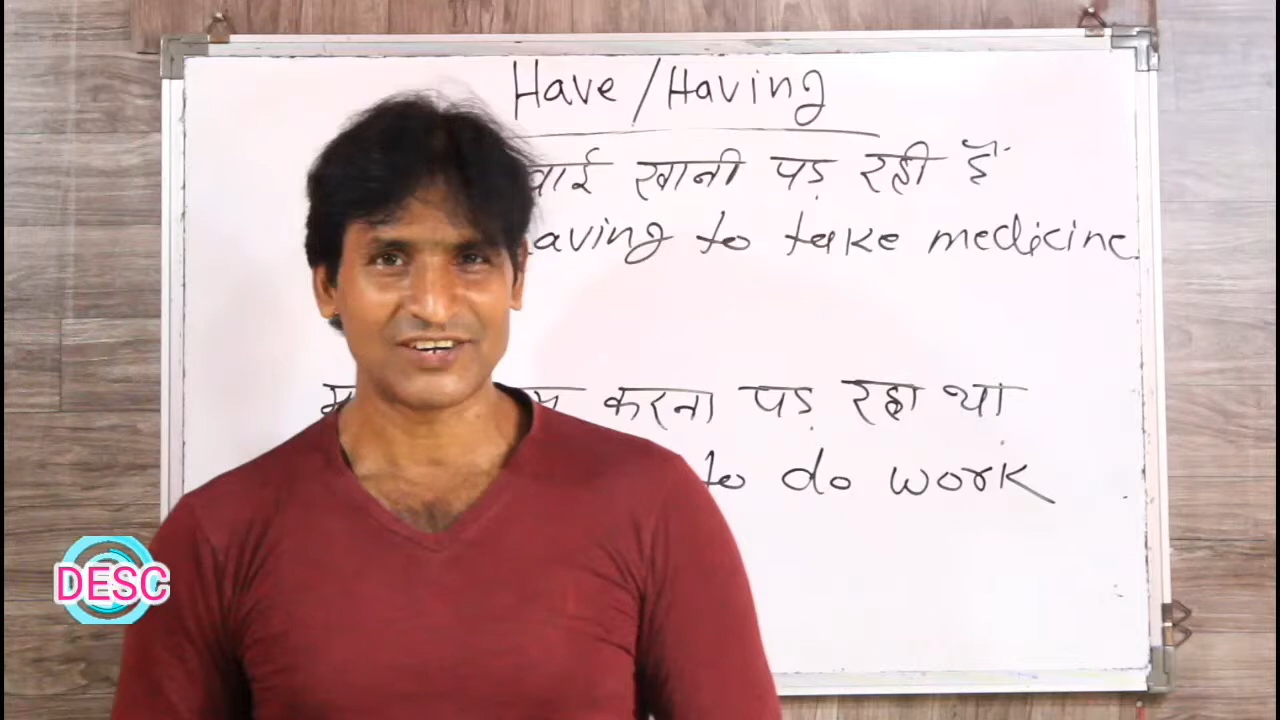 Have / Having
खानी पड़ रही हैं
aving to take medicine
करना पड़ रहा था
to do work
DESC